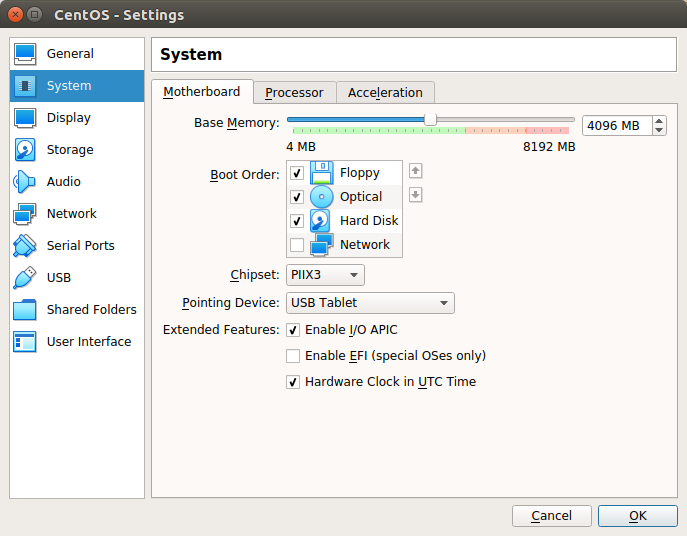 CentOS - Settings
General
System
Display
Storage
Audio
Network
Serial Ports
USB
Shared Folders
User Interface
System
Motherboard Processor Acceleration
Base Memory: 4096 MB
4 MB 8192 MB
Boot Order: Floppy
Optical
Hard Disk
Network
Chipset: PIIX3
Pointing Device: USB Tablet
Extended Features: Enable I/O APIC
Enable EFI (special OSes only)
Hardware Clock in UTC Time
Cancel OK